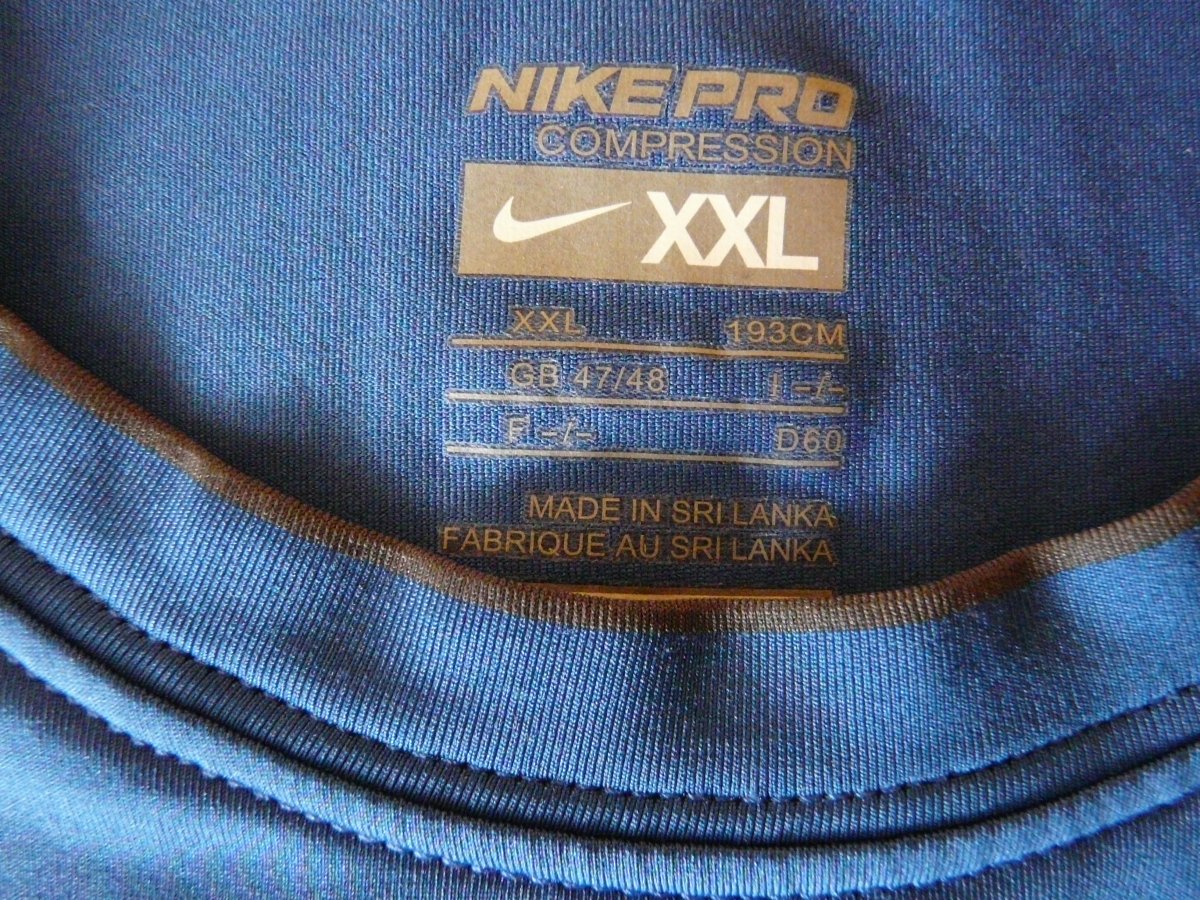 NIKE PRO
COMPRESSION
XXL
XXL 193CM
GB 47/48 I -/-
F -/- D60
MADE IN SRI LANKA
FABRIQUE AU SRI LANKA